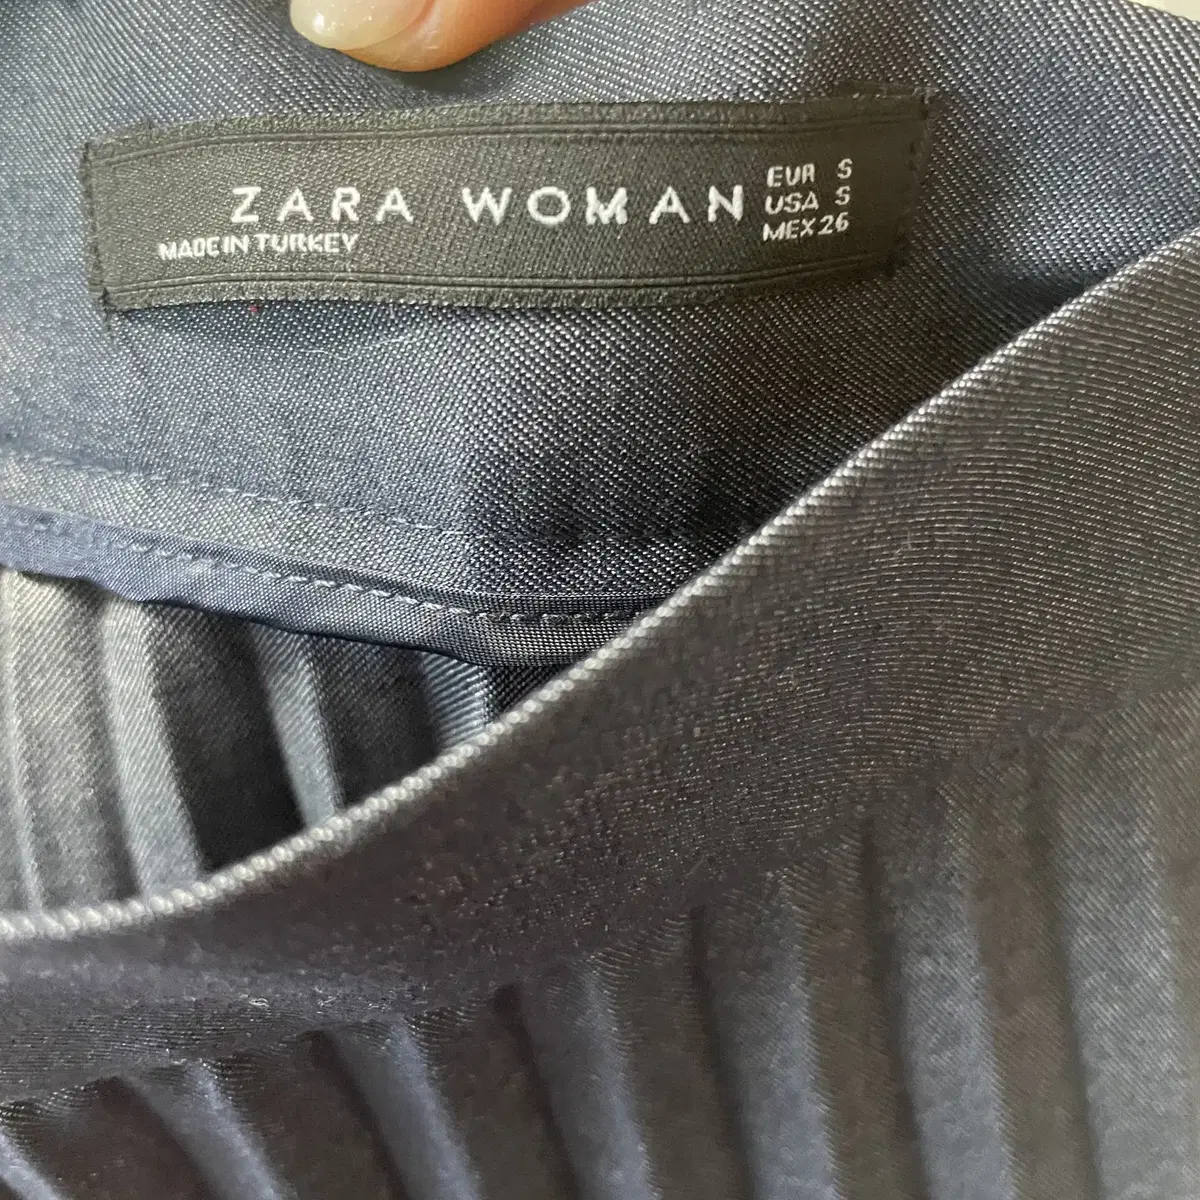 ZARA WOMAN
MADE IN TURKEY
EUR S
USA S
MEX 26